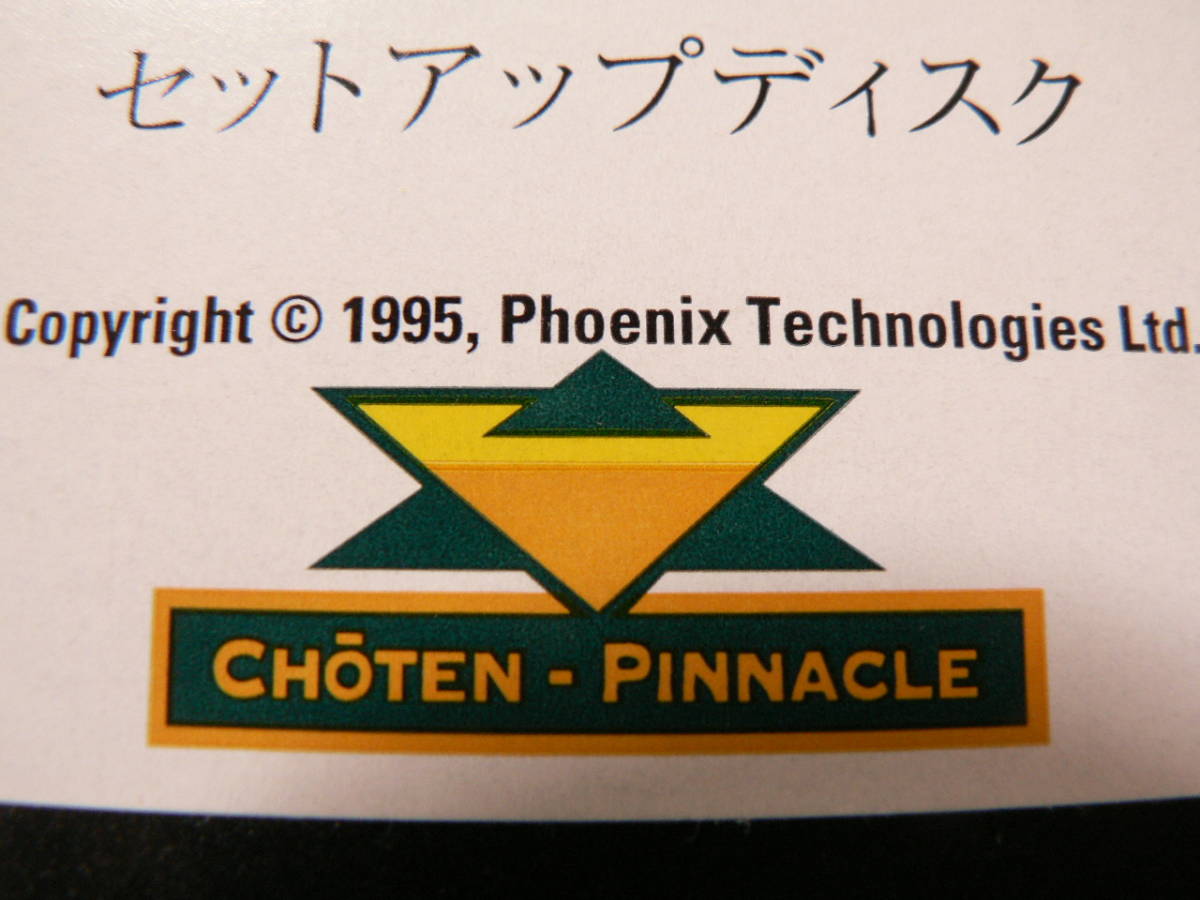 セットアップディスク
Copyright © 1995, Phoenix Technologies Ltd.
CHŌTEN - PINNACLE